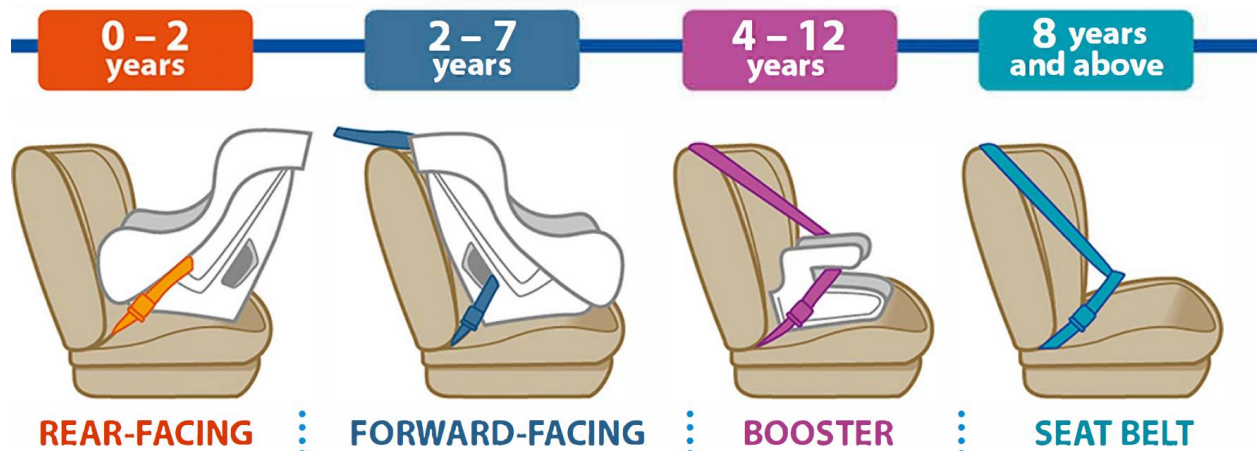 0 – 2
years
2 – 7
years
4 – 12
years
8 years
and above
REAR-FACING
FORWARD-FACING
BOOSTER
SEAT BELT